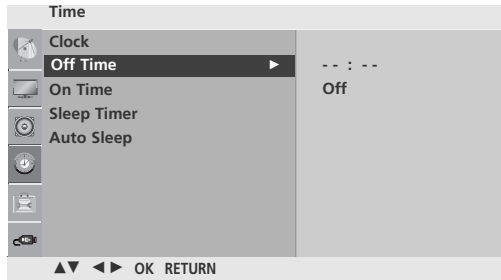 Time
Clock
Off Time ► - - : - -
On Time Off
Sleep Timer
Auto Sleep
▲▼ ◄► OK RETURN